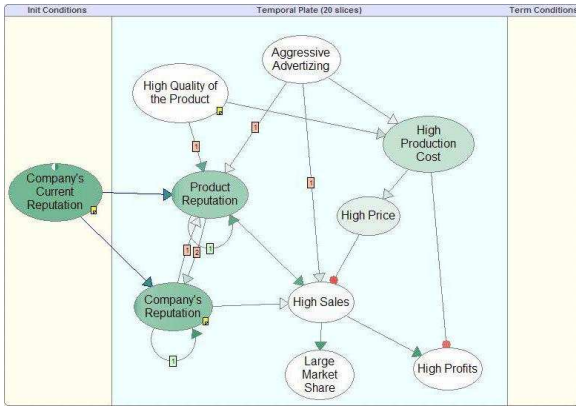 Init Conditions
Temporal Plate (20 slices)
Term Conditions
Aggressive
Advertizing
High Quality of
the Product
High
Production
Cost
1
1
1
Company's
Current
Reputation
Product
Reputation
High Price
1
2
1
Company's
Reputation
High Sales
1
Large
Market
Share
High Profits